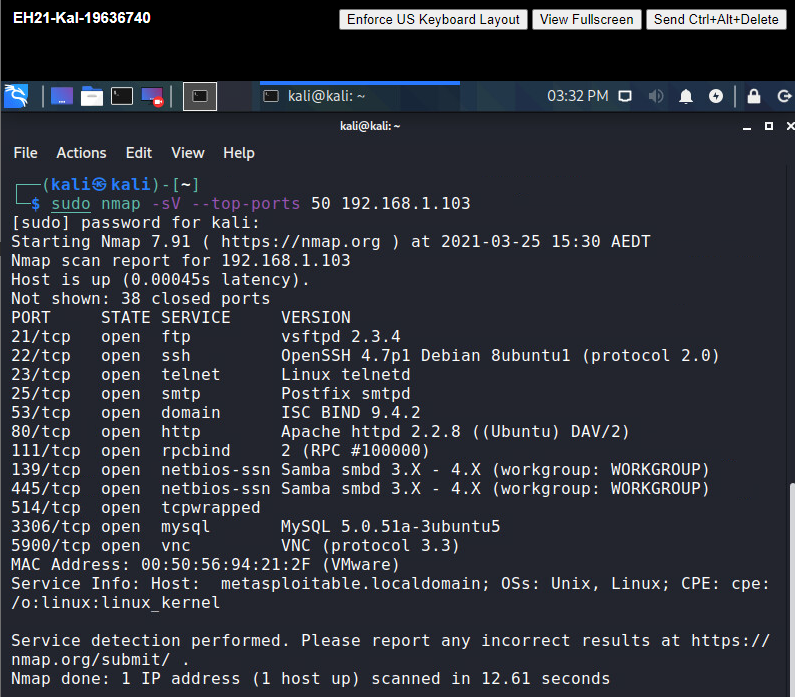 EH21-Kal-19636740
Enforce US Keyboard Layout View Fullscreen Send Ctrl+Alt+Delete
kali@kali: ~ 03:32 PM
kali@kali: ~
File Actions Edit View Help
┌──(kali㉿kali)-[~]
└─$ sudo nmap -sV --top-ports 50 192.168.1.103
[sudo] password for kali:
Starting Nmap 7.91 ( https://nmap.org ) at 2021-03-25 15:30 AEDT
Nmap scan report for 192.168.1.103
Host is up (0.00045s latency).
Not shown: 38 closed ports
PORT     STATE SERVICE     VERSION
21/tcp   open  ftp         vsftpd 2.3.4
22/tcp   open  ssh         OpenSSH 4.7p1 Debian 8ubuntu1 (protocol 2.0)
23/tcp   open  telnet      Linux telnetd
25/tcp   open  smtp        Postfix smtpd
53/tcp   open  domain      ISC BIND 9.4.2
80/tcp   open  http        Apache httpd 2.2.8 ((Ubuntu) DAV/2)
111/tcp  open  rpcbind     2 (RPC #100000)
139/tcp  open  netbios-ssn Samba smbd 3.X - 4.X (workgroup: WORKGROUP)
445/tcp  open  netbios-ssn Samba smbd 3.X - 4.X (workgroup: WORKGROUP)
514/tcp  open  tcpwrapped
3306/tcp open  mysql       MySQL 5.0.51a-3ubuntu5
5900/tcp open  vnc         VNC (protocol 3.3)
MAC Address: 00:50:56:94:21:2F (VMware)
Service Info: Host:  metasploitable.localdomain; OSs: Unix, Linux; CPE: cpe:
/o:linux:linux_kernel
Service detection performed. Please report any incorrect results at https://
nmap.org/submit/ .
Nmap done: 1 IP address (1 host up) scanned in 12.61 seconds